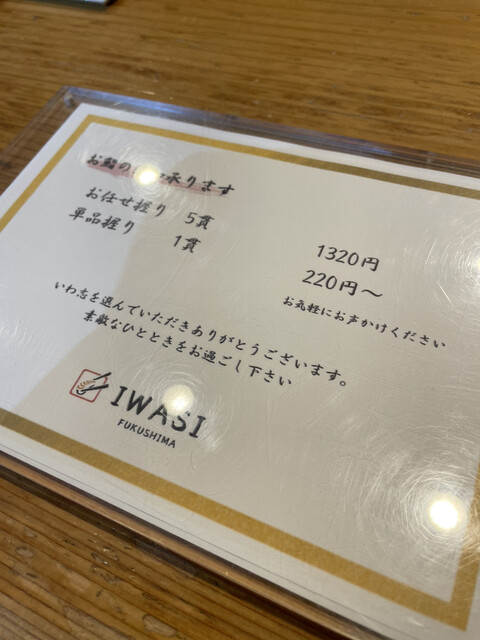 お鮨の 承ります
お任せ握り 5貫 1320円
単品握り 1貫 220円～
お気軽にお声かけください
いわ志を選んでいただきありがとうございます。
素敵なひとときをお過ごし下さい
IWASI
FUKUSHIMA